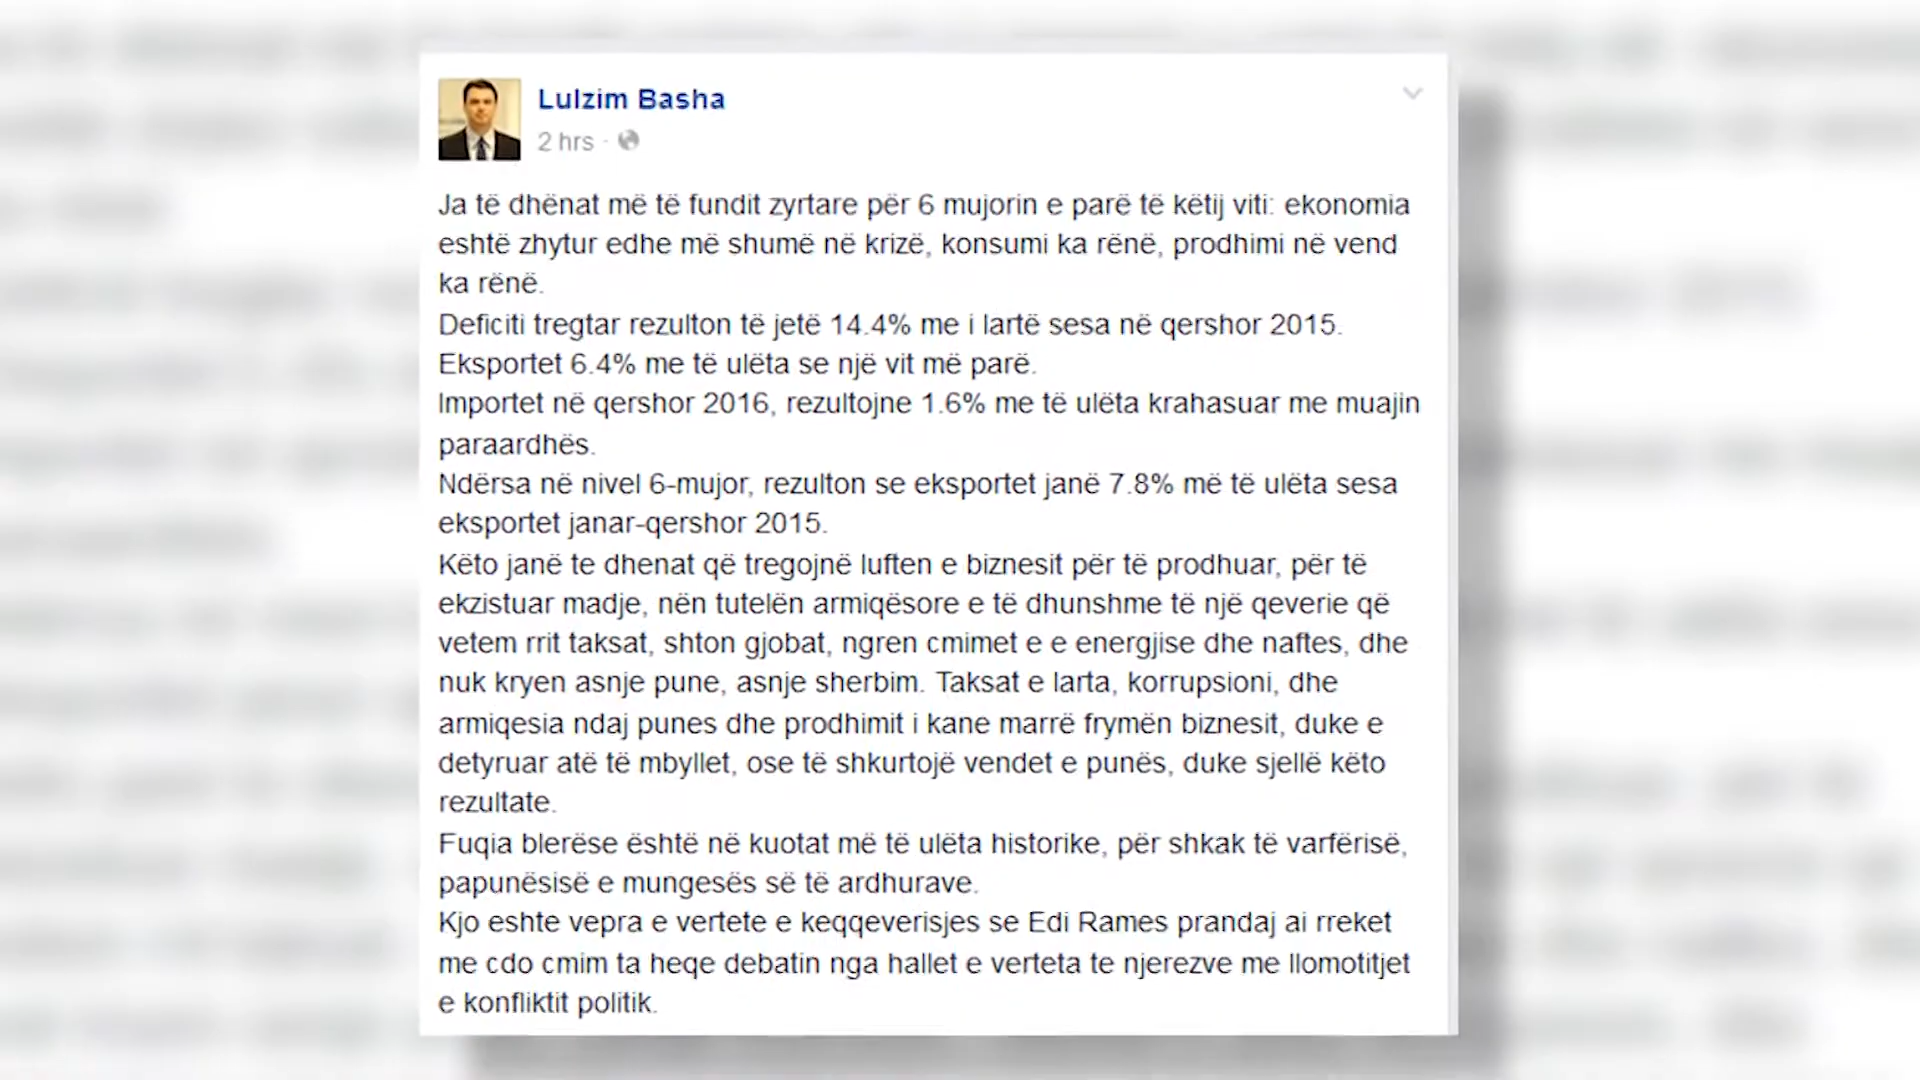 Lulzim Basha
2 hrs ·
Ja të dhënat më të fundit zyrtare për 6 mujorin e parë të këtij viti: ekonomia
eshtë zhytur edhe më shumë në krizë, konsumi ka rënë, prodhimi në vend
ka rënë.
Deficiti tregtar rezulton të jetë 14.4% me i lartë sesa në qershor 2015.
Eksportet 6.4% me të ulëta se një vit më parë.
Importet në qershor 2016, rezultojne 1.6% me të ulëta krahasuar me muajin
paraardhës.
Ndërsa në nivel 6-mujor, rezulton se eksportet janë 7.8% më të ulëta sesa
eksportet janar-qershor 2015.
Këto janë te dhenat që tregojnë luften e biznesit për të prodhuar, për të
ekzistuar madje, nën tutelën armiqësore e të dhunshme të një qeverie që
vetem rrit taksat, shton gjobat, ngren cmimet e e energjise dhe naftes, dhe
nuk kryen asnje pune, asnje sherbim. Taksat e larta, korrupsioni, dhe
armiqesia ndaj punes dhe prodhimit i kane marrë frymën biznesit, duke e
detyruar atë të mbyllet, ose të shkurtojë vendet e punës, duke sjellë këto
rezultate.
Fuqia blerëse është në kuotat më të ulëta historike, për shkak të varfërisë,
papunësisë e mungesës së të ardhurave.
Kjo eshte vepra e vertete e keqqeverisjes se Edi Rames prandaj ai rreket
me cdo cmim ta heqe debatin nga hallet e verteta te njerezve me llomotitjet
e konfliktit politik.